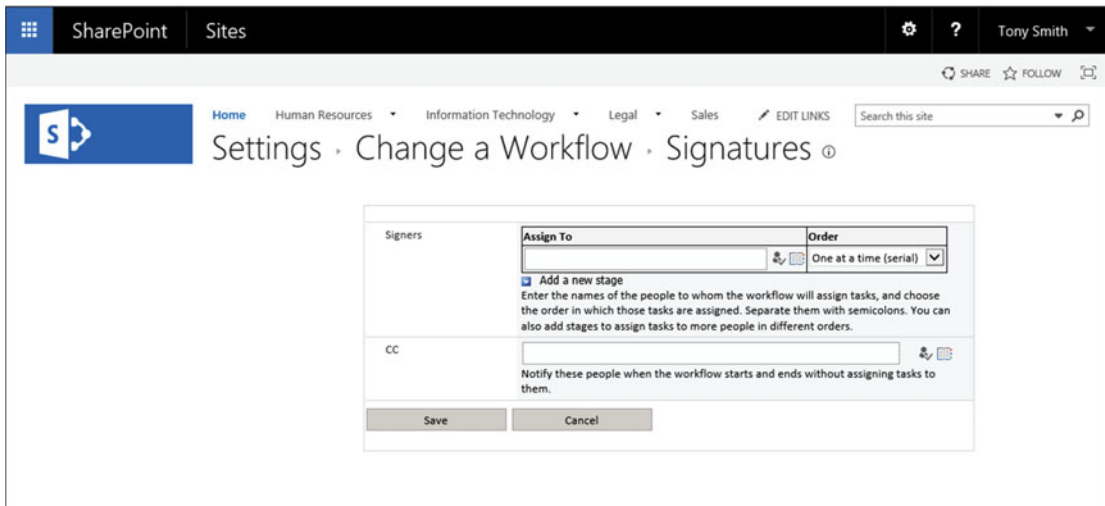 SharePoint Sites ? Tony Smith
SHARE FOLLOW
S
Home Human Resources Information Technology Legal Sales EDIT LINKS Search this site
Settings Change a Workflow Signatures
Signers Assign To Order
One at a time (serial)
Add a new stage
Enter the names of the people to whom the workflow will assign tasks, and choose
the order in which those tasks are assigned. Separate them with semicolons. You can
also add stages to assign tasks to more people in different orders.
CC
Notify these people when the workflow starts and ends without assigning tasks to
them.
Save Cancel